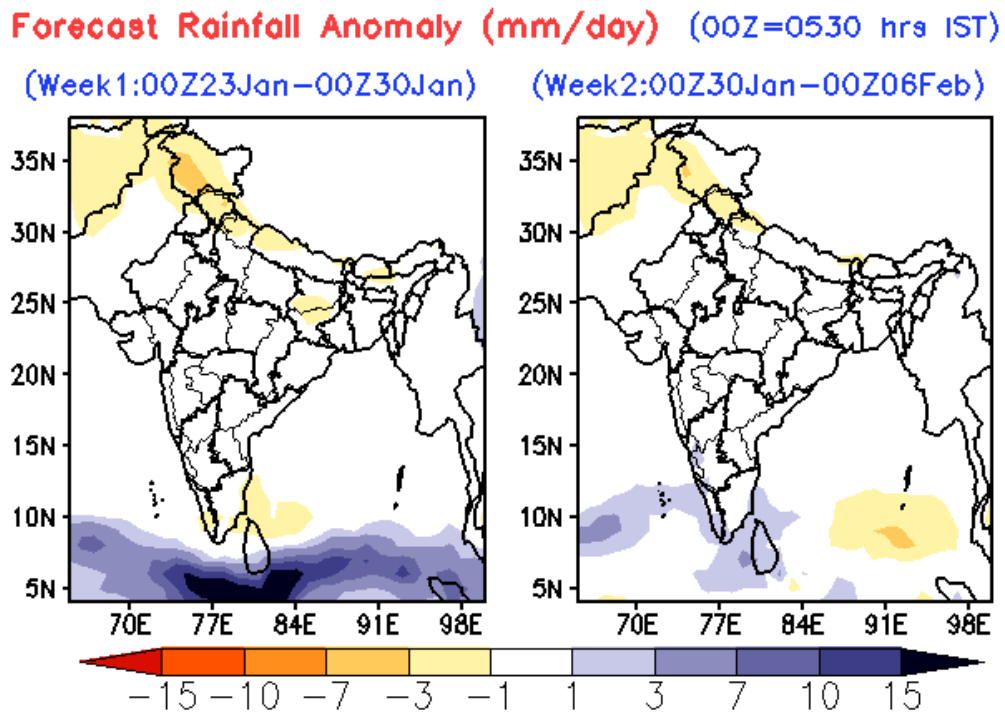 Forecast Rainfall Anomaly (mm/day) (00Z=0530 hrs IST)
(Week1:00Z23Jan–00Z30Jan) (Week2:00Z30Jan–00Z06Feb)
35N 35N
30N 30N
25N 25N
20N 20N
15N 15N
10N 10N
5N 5N
70E 77E 84E 91E 98E 70E 77E 84E 91E 98E
−15 −10 −7 −3 −1 1 3 7 10 15